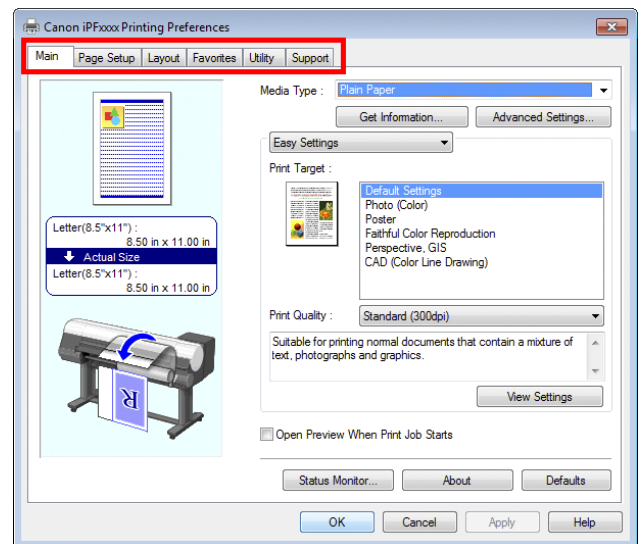 Canon iPFxxxx Printing Preferences
Main Page Setup Layout Favorites Utility Support
Media Type : Plain Paper
Get Information... Advanced Settings...
Easy Settings
Print Target :
Default Settings
Photo (Color)
Poster
Faithful Color Reproduction
Perspective, GIS
CAD (Color Line Drawing)
Letter(8.5"x11") :
8.50 in x 11.00 in
Actual Size
Letter(8.5"x11") :
8.50 in x 11.00 in
R
Print Quality : Standard (300dpi)
Suitable for printing normal documents that contain a mixture of
text, photographs and graphics.
View Settings
Open Preview When Print Job Starts
Status Monitor... About Defaults
OK Cancel Apply Help